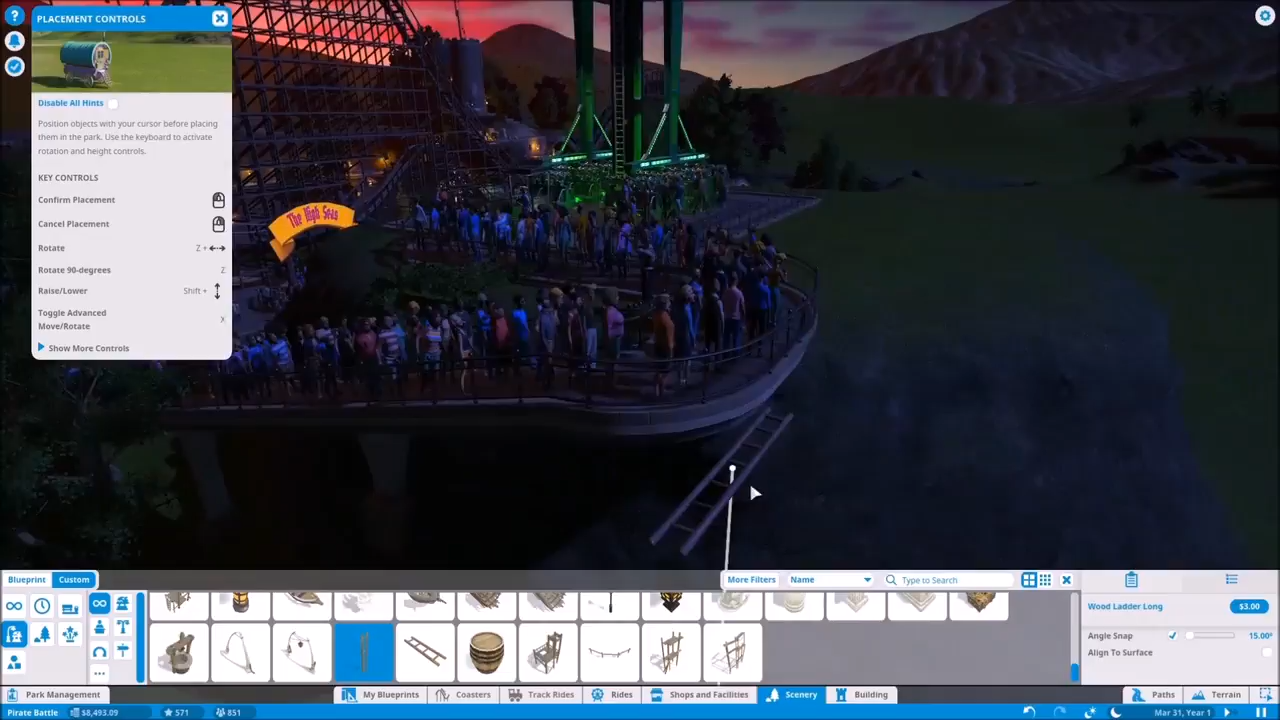 PLACEMENT CONTROLS
Disable All Hints
Position objects with your cursor before placing
them in the park. Use the keyboard to activate
rotation and height controls.
KEY CONTROLS
Confirm Placement
Cancel Placement
Rotate Z +
Rotate 90-degrees Z
Raise/Lower Shift +
Toggle Advanced
Move/Rotate X
Show More Controls
The High Seas
Blueprint Custom
More Filters Name Type to Search
Wood Ladder Long $3.00
Angle Snap 15.00°
Align To Surface
Park Management My Blueprints Coasters Track Rides Rides Shops and Facilities Scenery Building Paths Terrain
Pirate Battle $8,493.09 571 851 Mar 31, Year 1